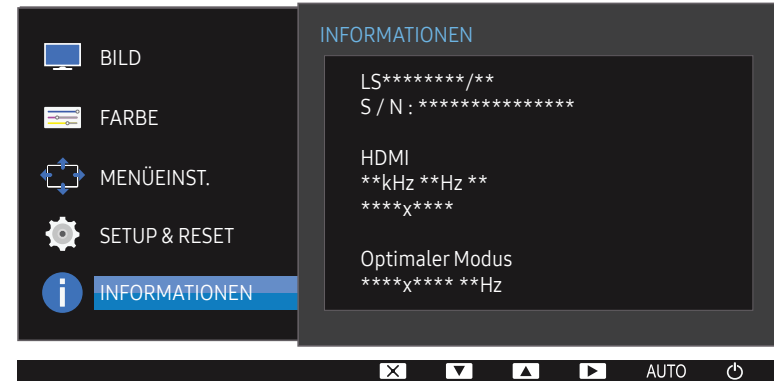 BILD
FARBE
MENÜEINST.
SETUP & RESET
INFORMATIONEN
INFORMATIONEN
LS********/**
S / N : ***************
HDMI
**kHz **Hz **
****x****
Optimaler Modus
****x**** **Hz
AUTO